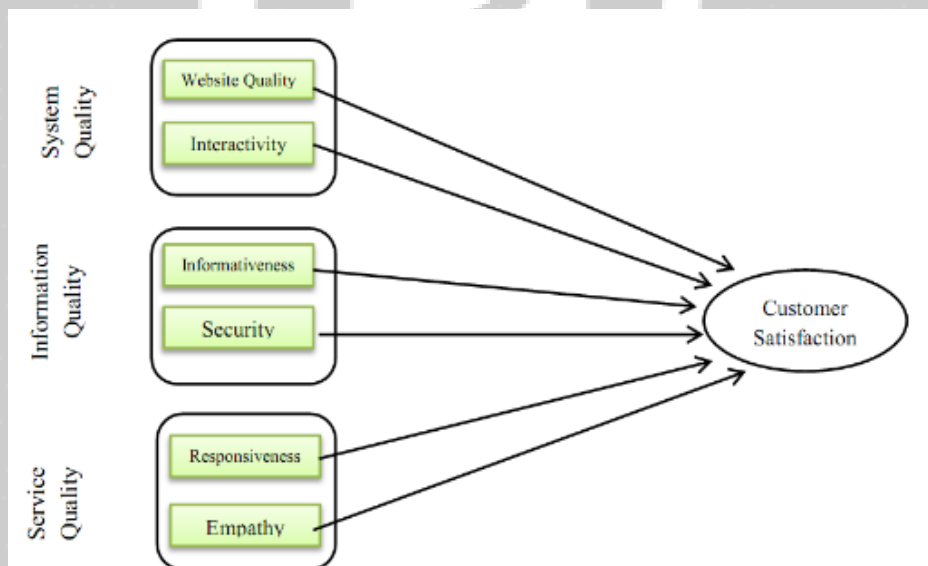 System
Quality
Website Quality
Interactivity
Information
Quality
Informativeness
Security
Customer
Satisfaction
Service
Quality
Responsiveness
Empathy